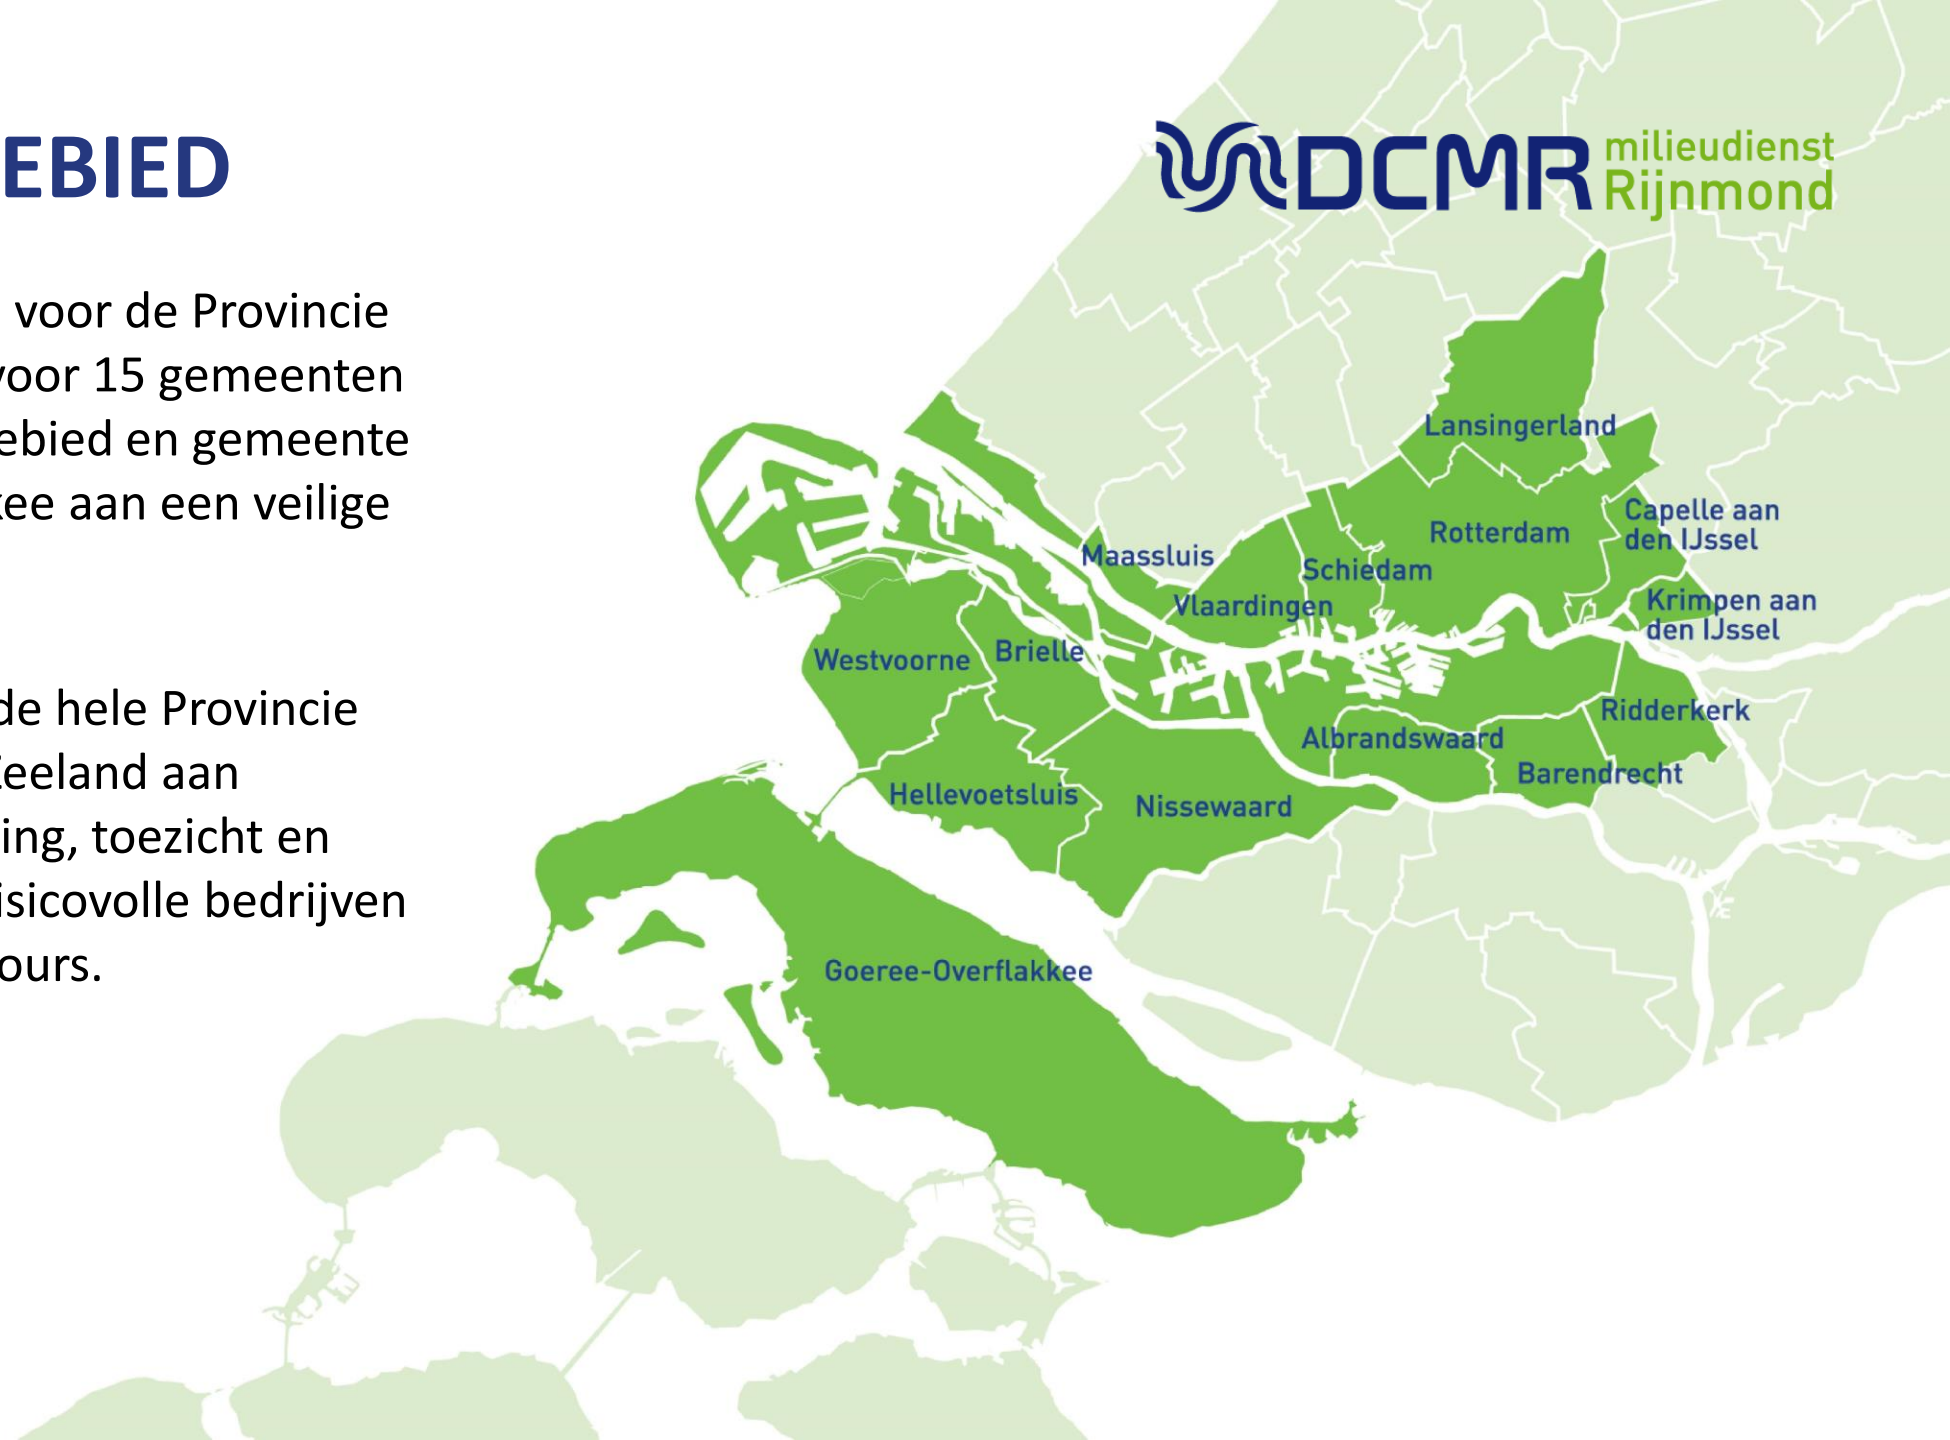 EBIED
voor de Provincie
voor 15 gemeenten
ebied en gemeente
kee aan een veilige
de hele Provincie
Zeeland aan
ing, toezicht en
isicovolle bedrijven
ours.
DCMR
milieudienst
Rijnmond
Lansingerland
Rotterdam
Capelle aan
den IJssel
Maassluis
Schiedam
Vlaardingen
Krimpen aan
den IJssel
Westvoorne
Brielle
Ridderkerk
Albrandswaard
Barendrecht
Hellevoetsluis
Nissewaard
Goeree-Overflakkee